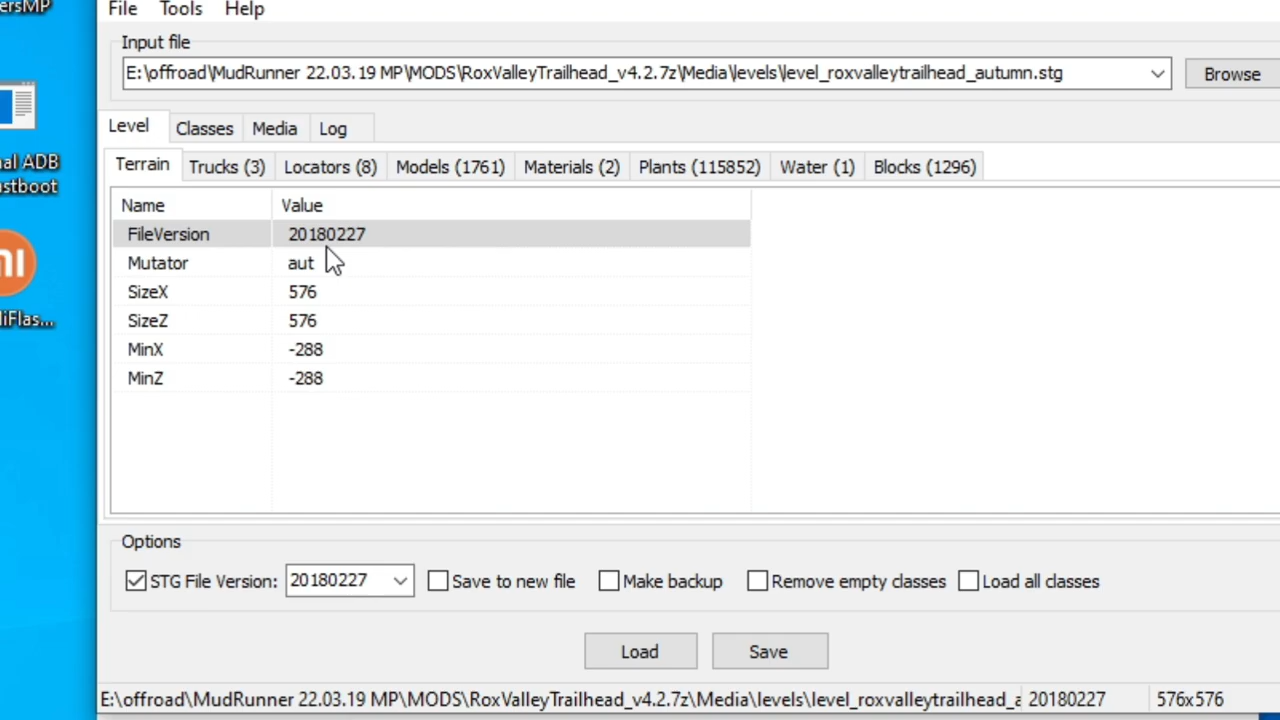 ersMP
File Tools Help
Input file
E:\offroad\MudRunner 22.03.19 MP\MODS\RoxValleyTrailhead_v4.2.7z\Media\levels\level_roxvalleytrailhead_autumn.stg
Browse
Level Classes Media Log
Terrain Trucks (3) Locators (8) Models (1761) Materials (2) Plants (115852) Water (1) Blocks (1296)
Name Value
FileVersion 20180227
Mutator aut
SizeX 576
SizeZ 576
MinX -288
MinZ -288
nal ADB
astboot
MI
liFlas...
Options
STG File Version: 20180227 Save to new file Make backup Remove empty classes Load all classes
Load Save
E:\offroad\MudRunner 22.03.19 MP\MODS\RoxValleyTrailhead_v4.2.7z\Media\levels\level_roxvalleytrailhead_a 20180227 576x576